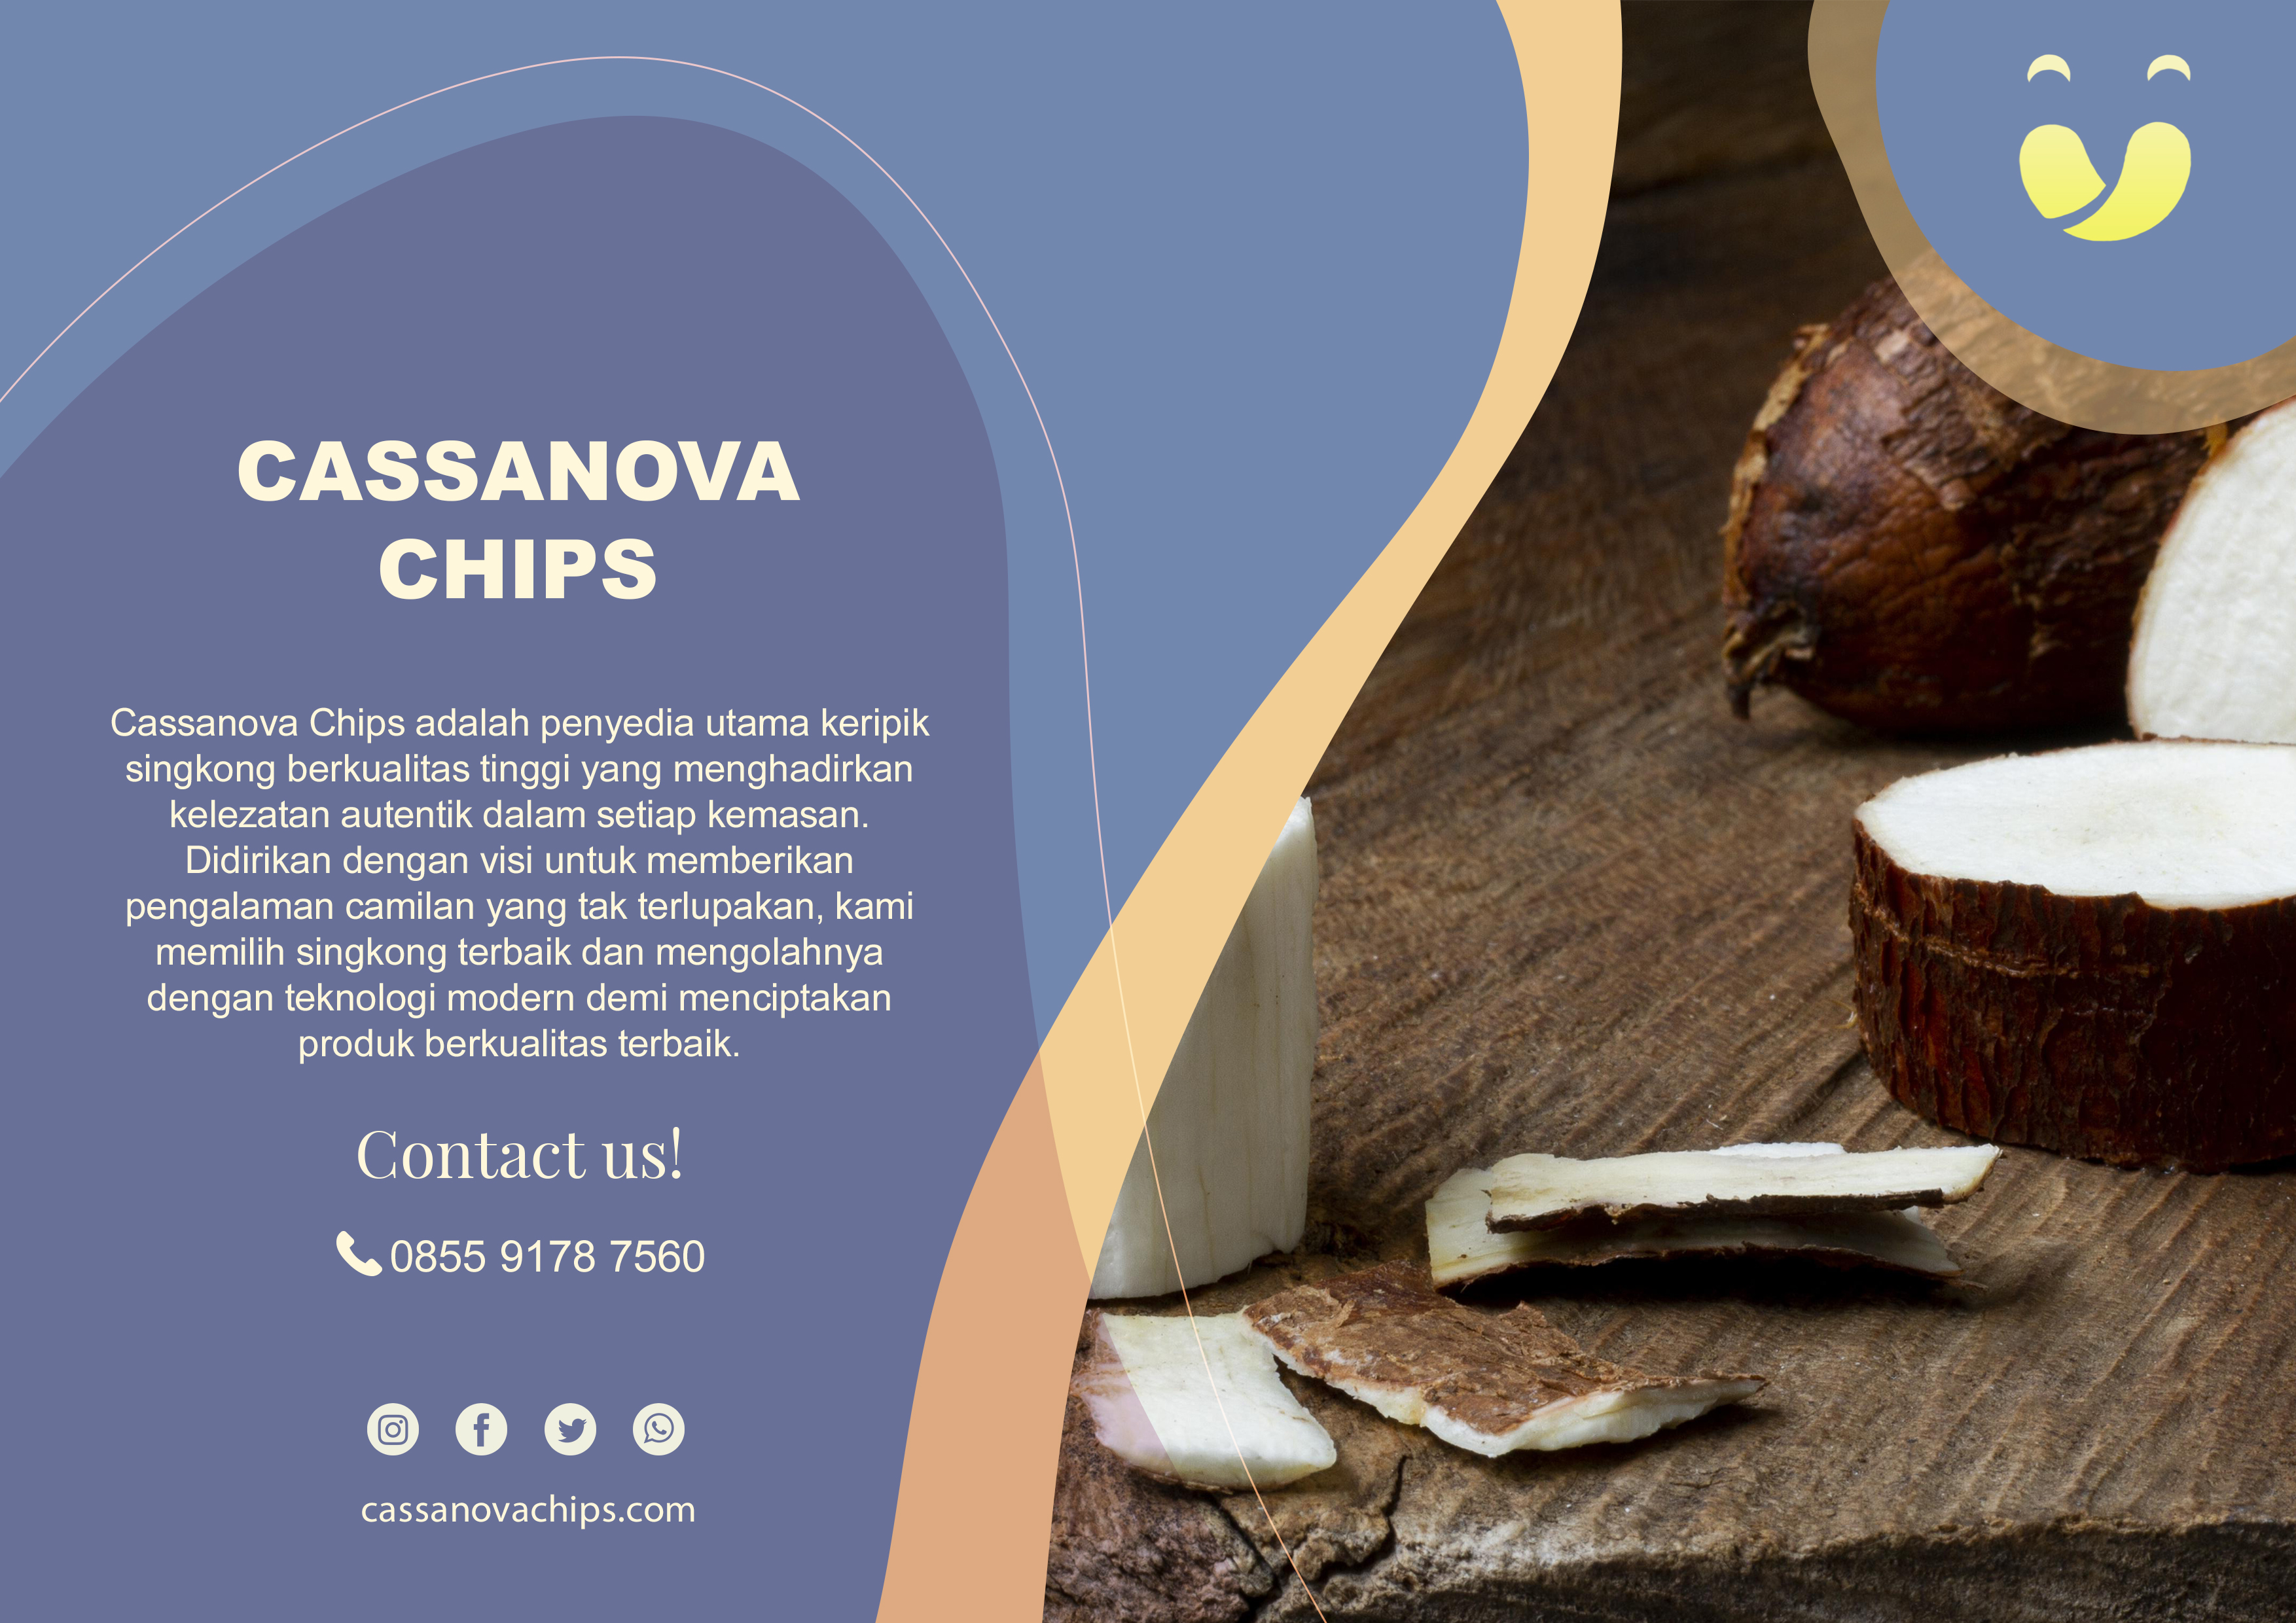 CASSANOVA
CHIPS
Cassanova Chips adalah penyedia utama keripik
singkong berkualitas tinggi yang menghadirkan
kelezatan autentik dalam setiap kemasan.
Didirikan dengan visi untuk memberikan
pengalaman camilan yang tak terlupakan, kami
memilih singkong terbaik dan mengolahnya
dengan teknologi modern demi menciptakan
produk berkualitas terbaik.
Contact us!
0855 9178 7560
cassanovachips.com